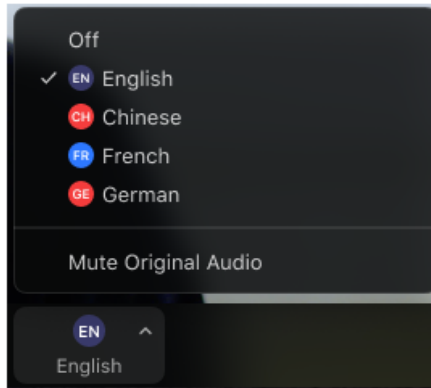 Off
EN English
CH Chinese
FR French
GE German
Mute Original Audio
EN
English